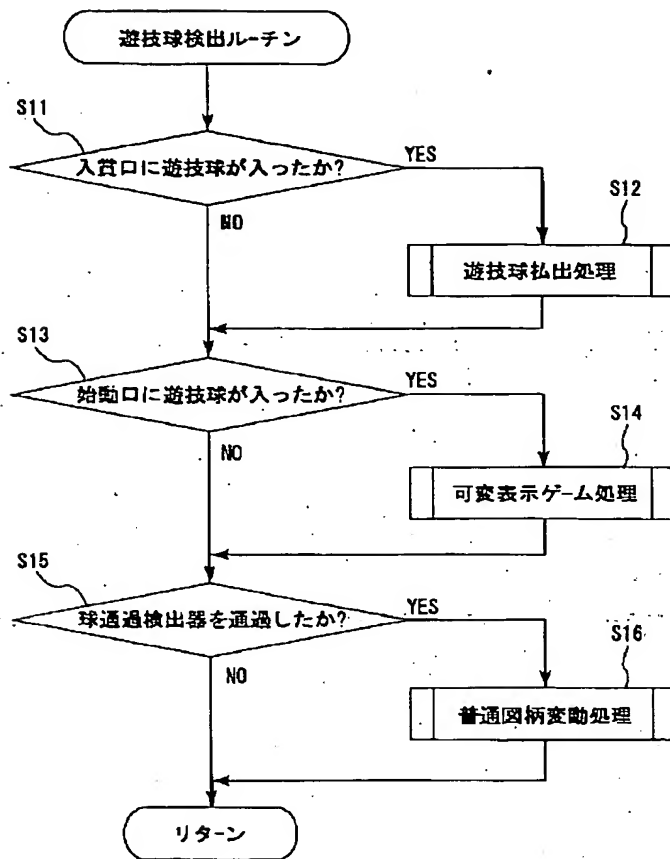 遊技球検出ルーチン
S11
入賞口に遊技球が入ったか?
YES
NO
S12
遊技球払出処理
S13
始動口に遊技球が入ったか?
YES
NO
S14
可変表示ゲーム処理
S15
球通過検出器を通過したか?
YES
NO
S16
普通図柄変動処理
リターン